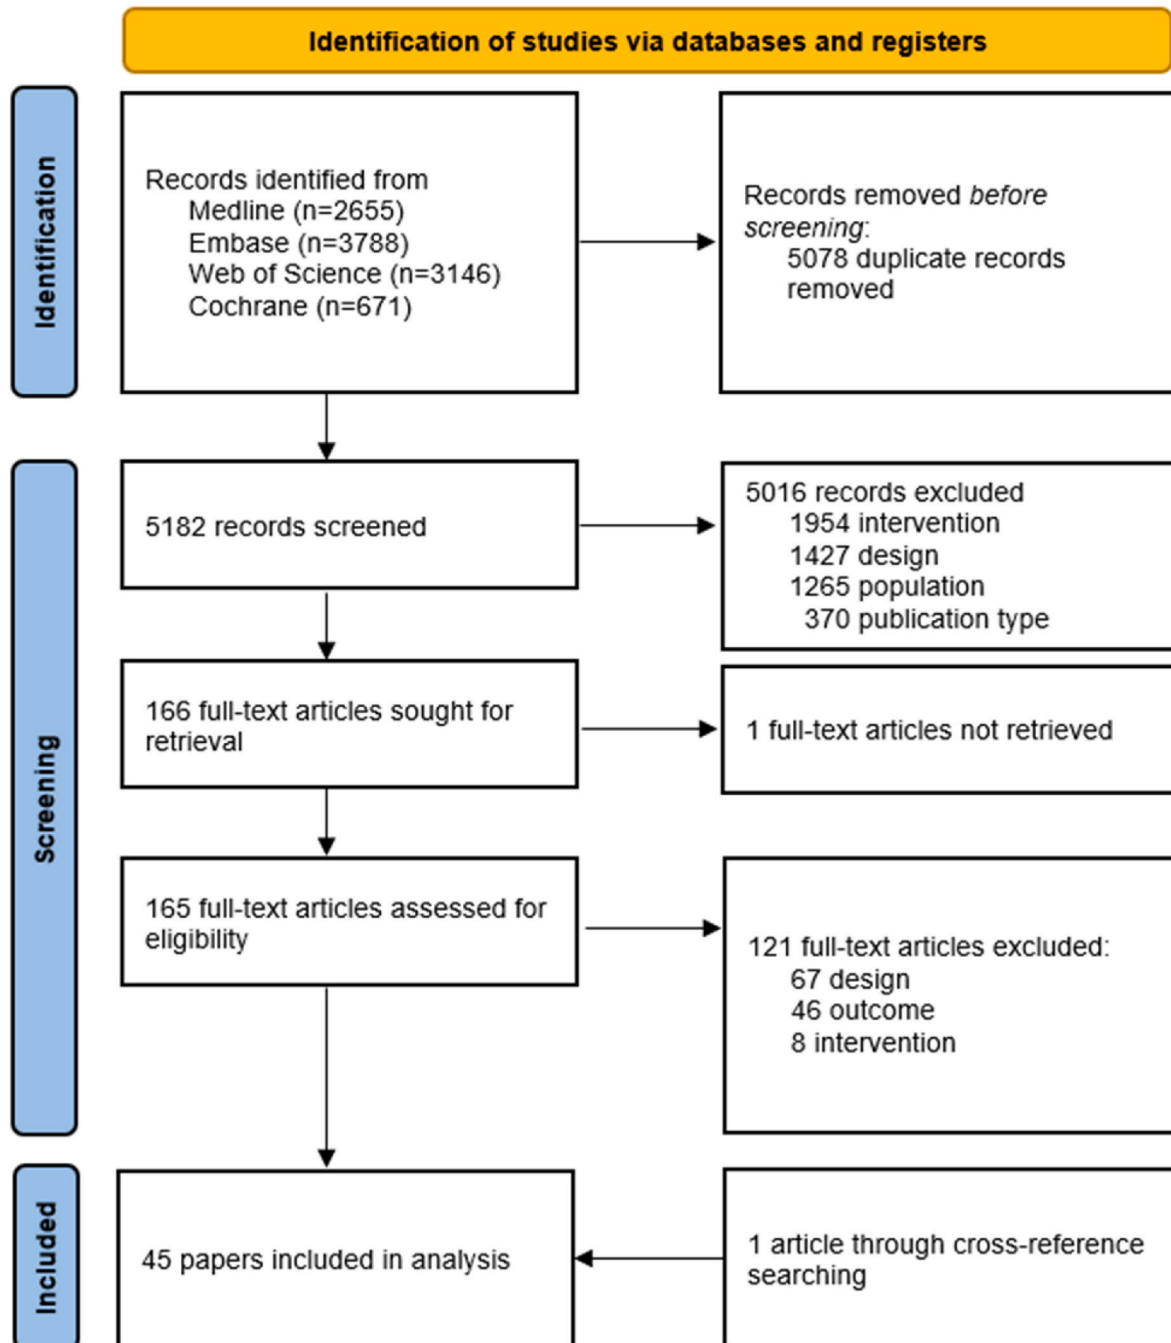 Identification of studies via databases and registers
Identification
Records identified from
Medline (n=2655)
Embase (n=3788)
Web of Science (n=3146)
Cochrane (n=671)
Records removed before
screening:
5078 duplicate records
removed
Screening
5182 records screened
5016 records excluded
1954 intervention
1427 design
1265 population
370 publication type
166 full-text articles sought for
retrieval
1 full-text articles not retrieved
165 full-text articles assessed for
eligibility
121 full-text articles excluded:
67 design
46 outcome
8 intervention
Included
45 papers included in analysis
1 article through cross-reference
searching